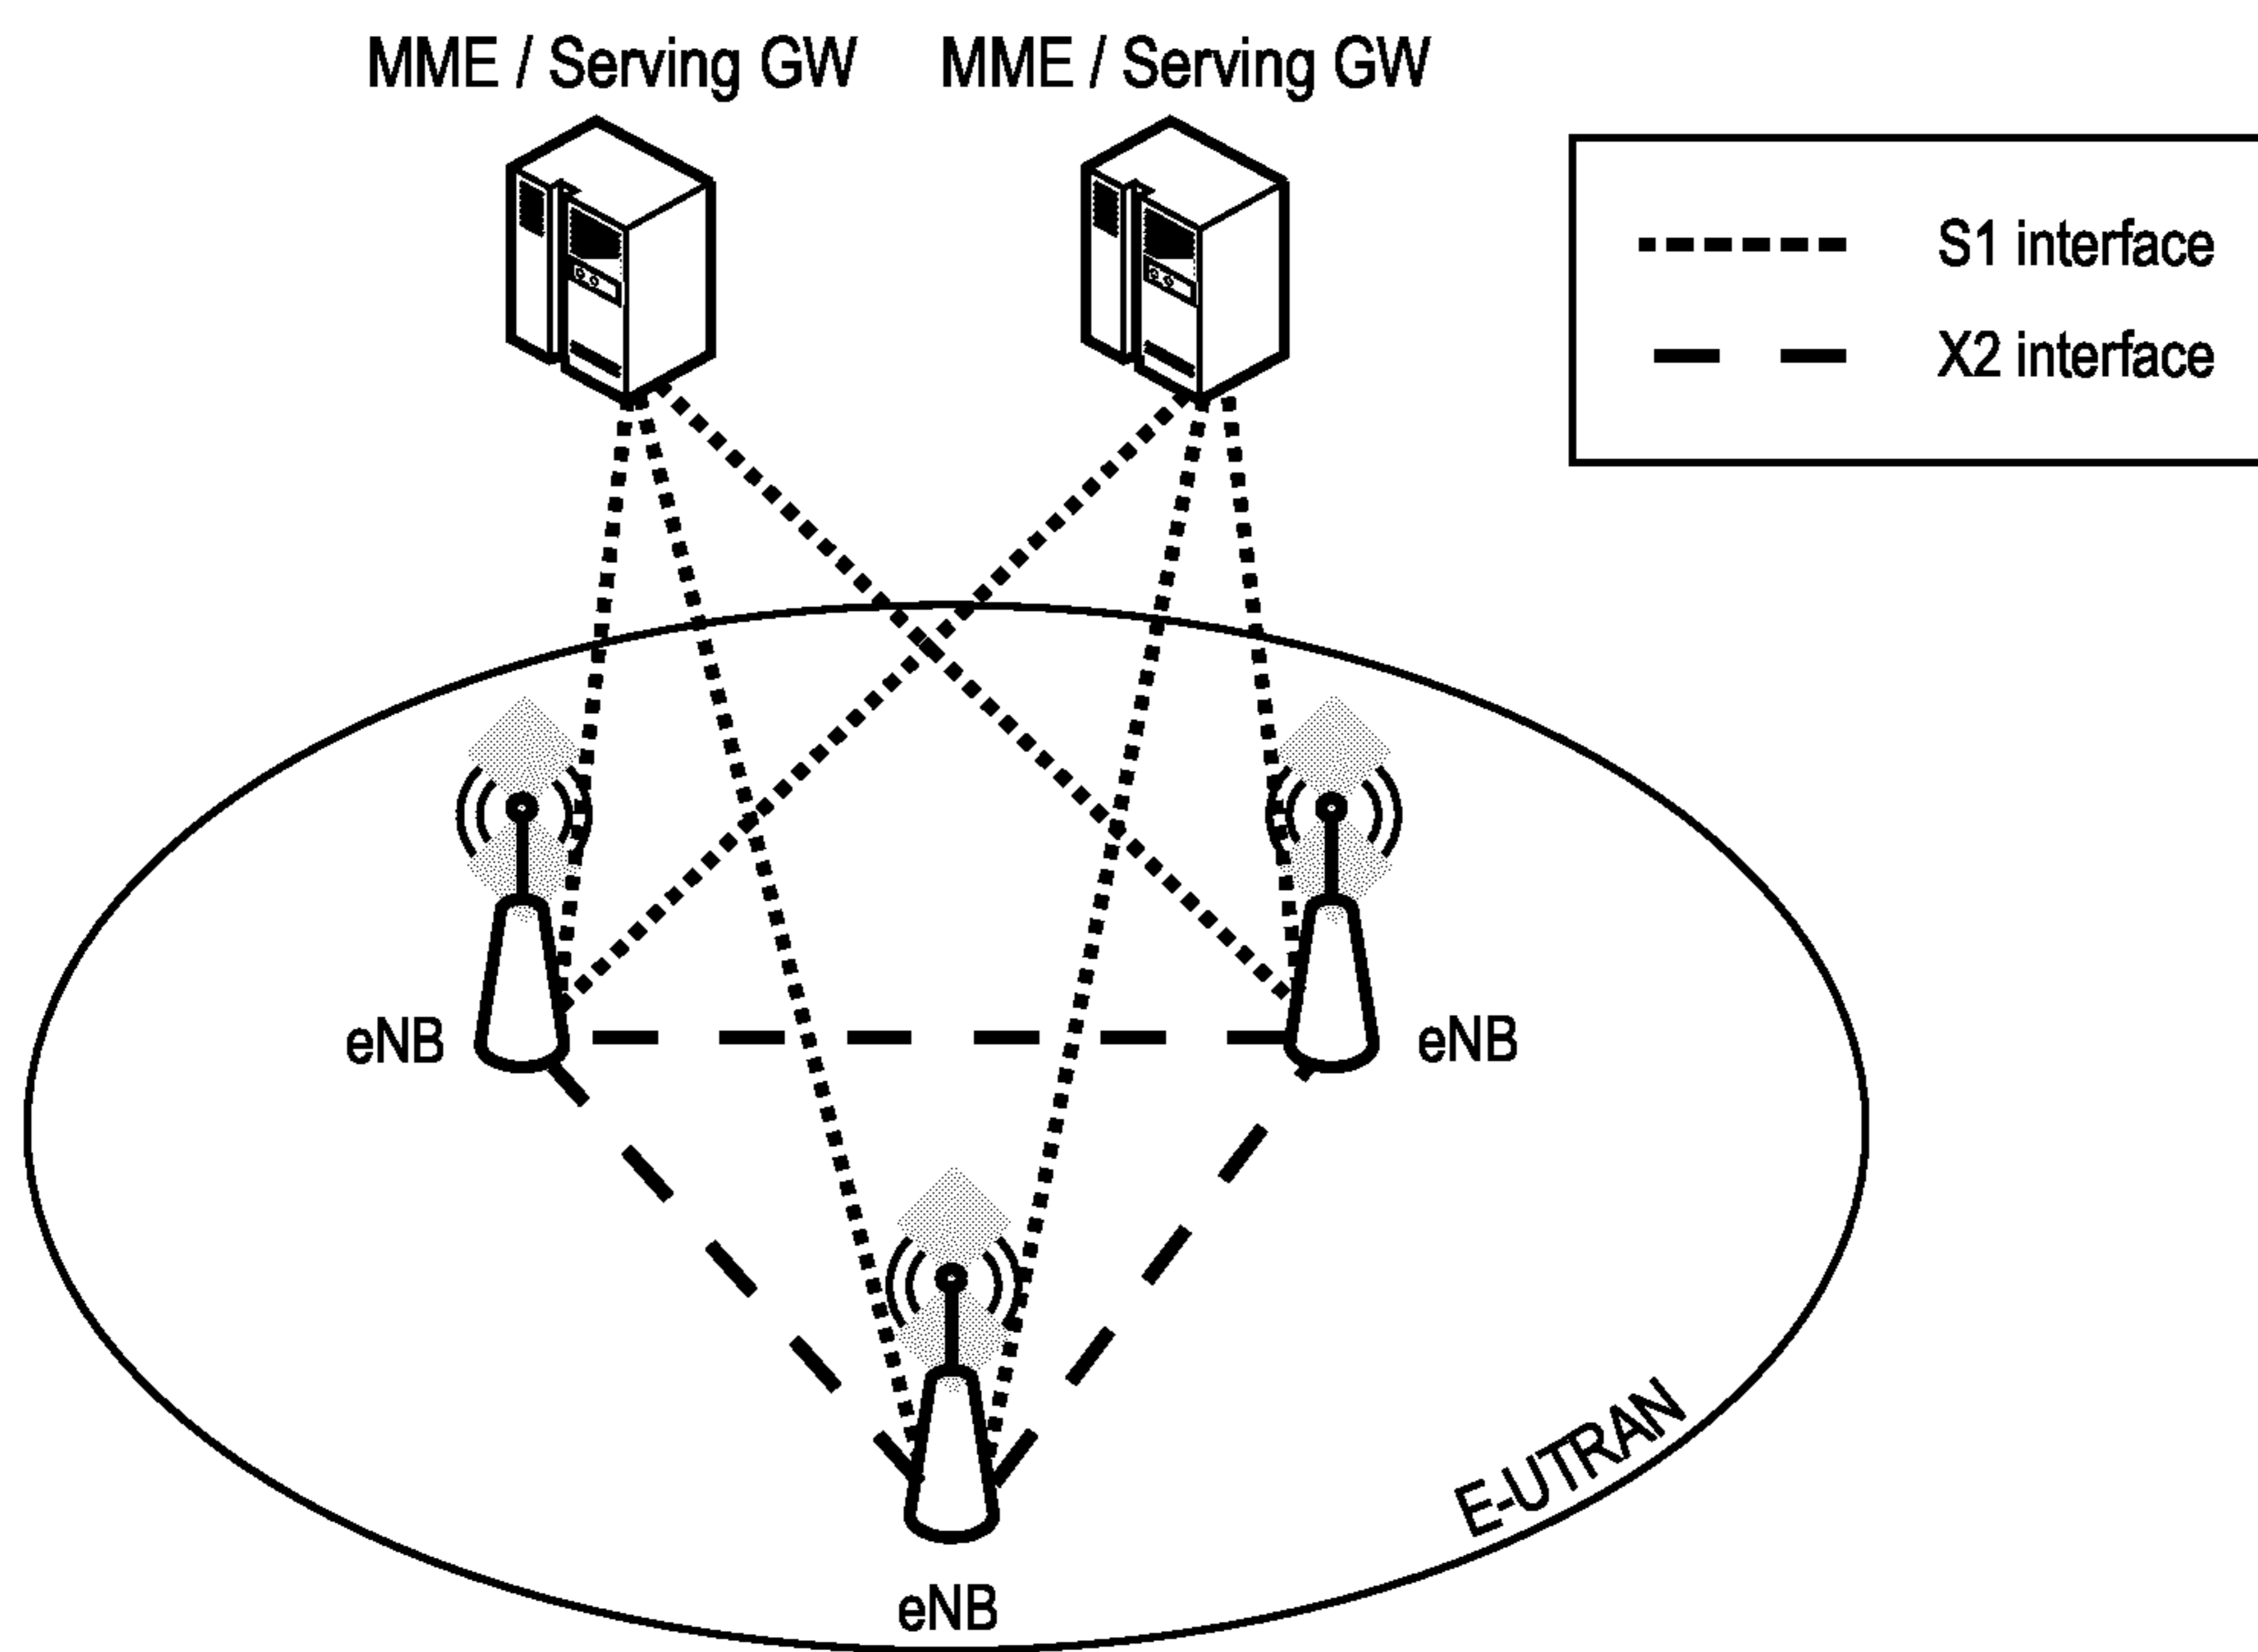 MME / Serving GW
MME / Serving GW
S1 interface
X2 interface
eNB
eNB
E-UTRAN
eNB